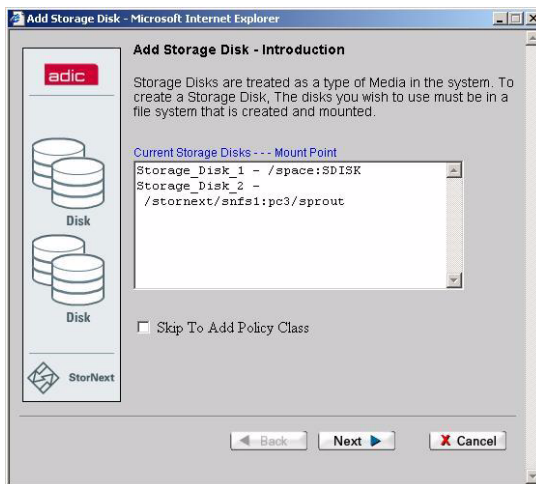 Add Storage Disk - Microsoft Internet Explorer
adic
Disk
Disk
StorNext
Add Storage Disk - Introduction
Storage Disks are treated as a type of Media in the system. To
create a Storage Disk, The disks you wish to use must be in a
file system that is created and mounted.
Current Storage Disks - - - Mount Point
Storage_Disk_1 - /space:SDISK
Storage_Disk_2 -
/stornext/snfs1:pc3/sprout
Skip To Add Policy Class
Back
Next
X Cancel